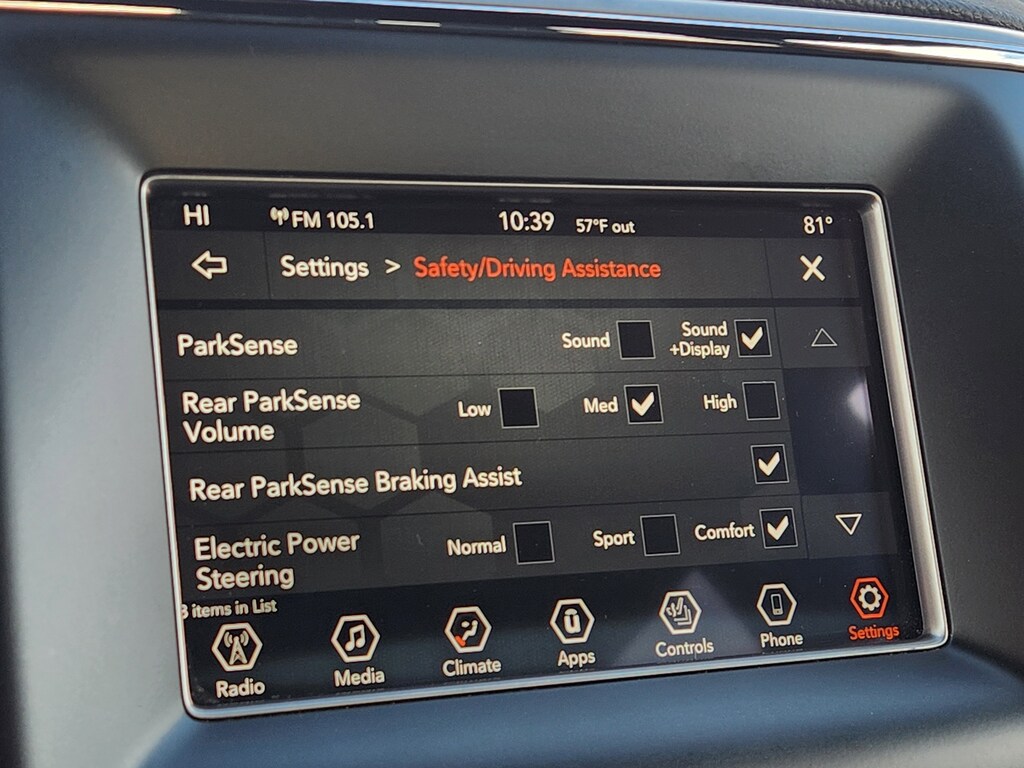 HI FM 105.1 10:39 57°F out 81°
Settings > Safety/Driving Assistance X
ParkSense Sound Sound
+Display
Rear ParkSense
Volume Low Med High
Rear ParkSense Braking Assist
Electric Power
Steering Normal Sport Comfort
items in List
Radio Media Climate Apps Controls Phone Settings